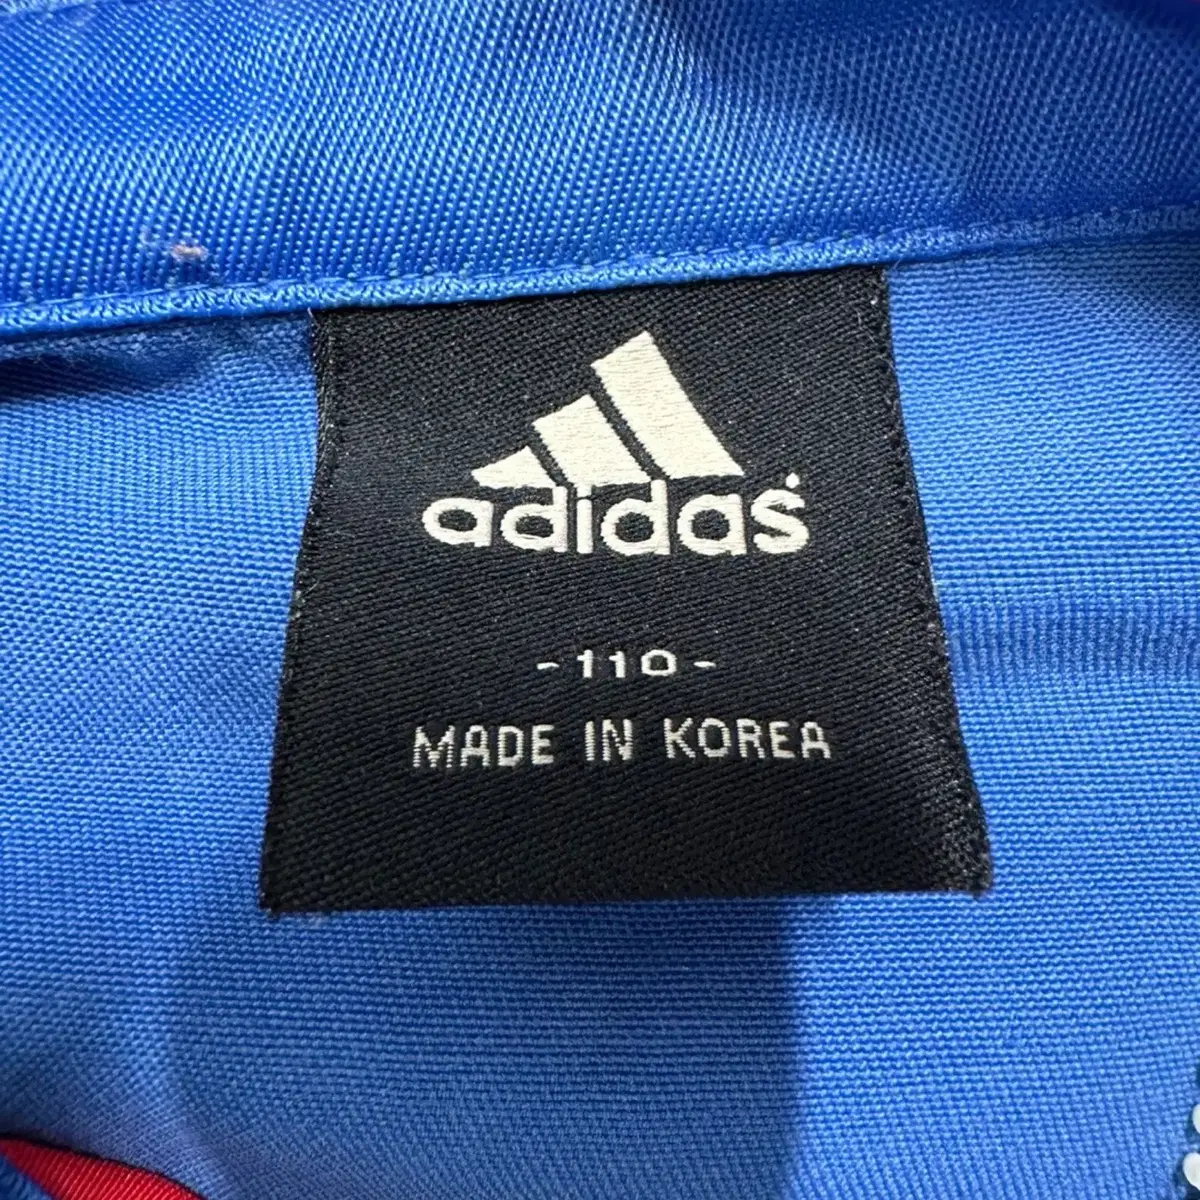 adidas
-110-
MADE IN KOREA